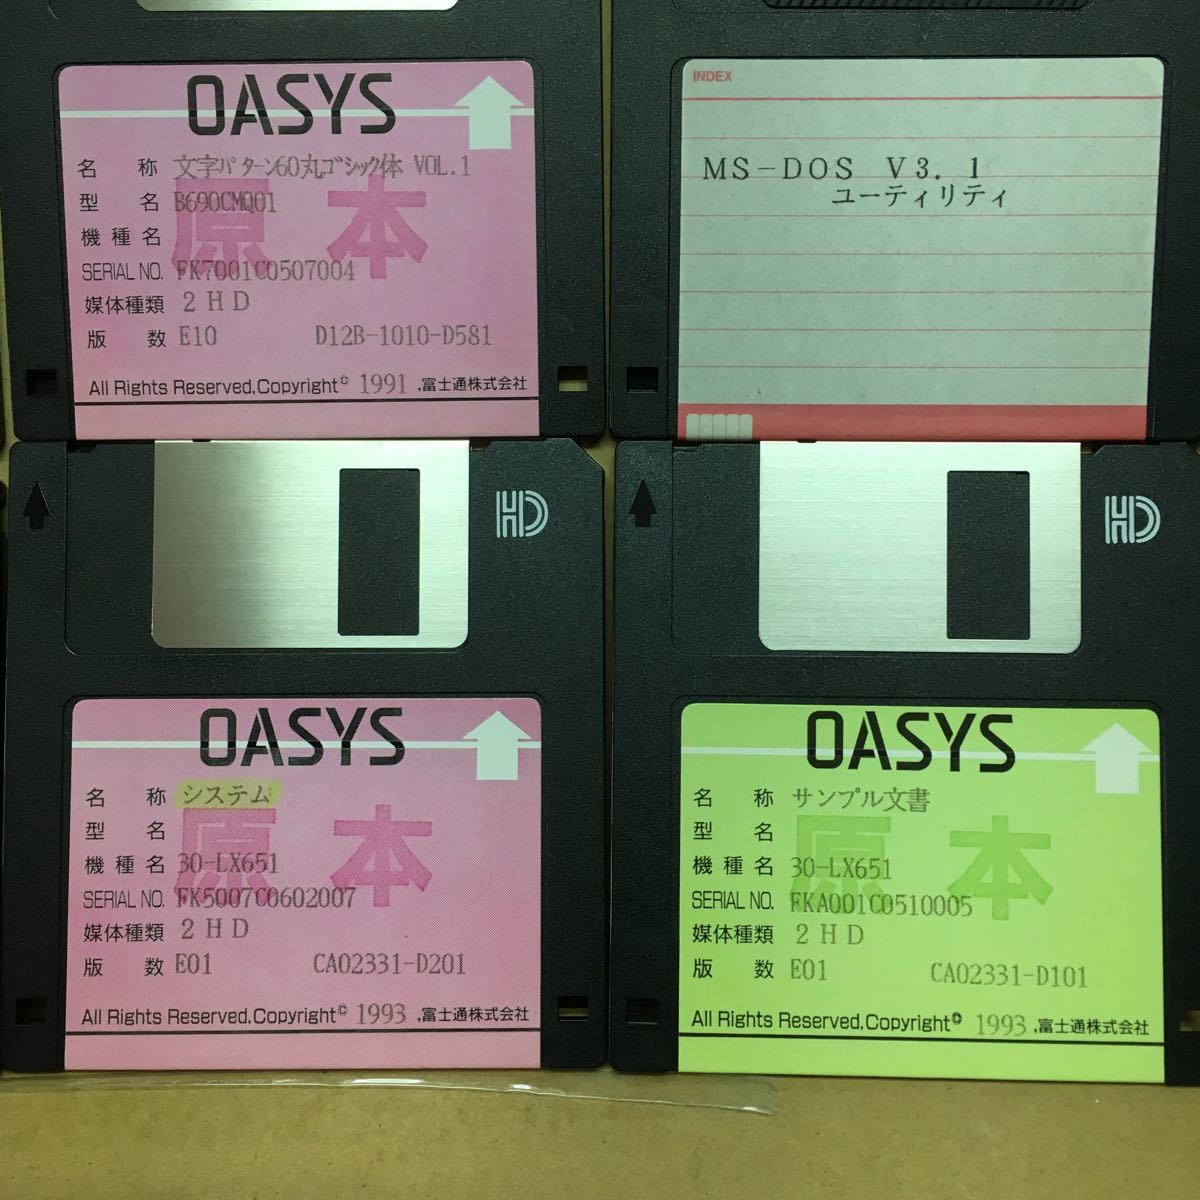 OASYS
原本
名 称 文字パターン60丸ゴシック体 VOL.1
型 名 B690CMQ01
機種名
SERIAL NO. FK7001C0507004
媒体種類 2HD
版 数 E10 D12B-1010-D581
All Rights Reserved,Copyright© 1991 ,富士通株式会社
INDEX
MS-DOS V3.1
ユーティリティ
HD
OASYS
原本
名 称 システム
型 名
機種名 30-LX651
SERIAL NO. FK5007C0602007
媒体種類 2HD
版 数 E01 CA02331-D201
All Rights Reserved,Copyright© 1993 ,富士通株式会社
HD
OASYS
原本
名 称 サンプル文書
型 名
機種名 30-LX651
SERIAL NO. FKA001C0510005
媒体種類 2HD
版 数 E01 CA02331-D101
All Rights Reserved,Copyright© 1993 ,富士通株式会社